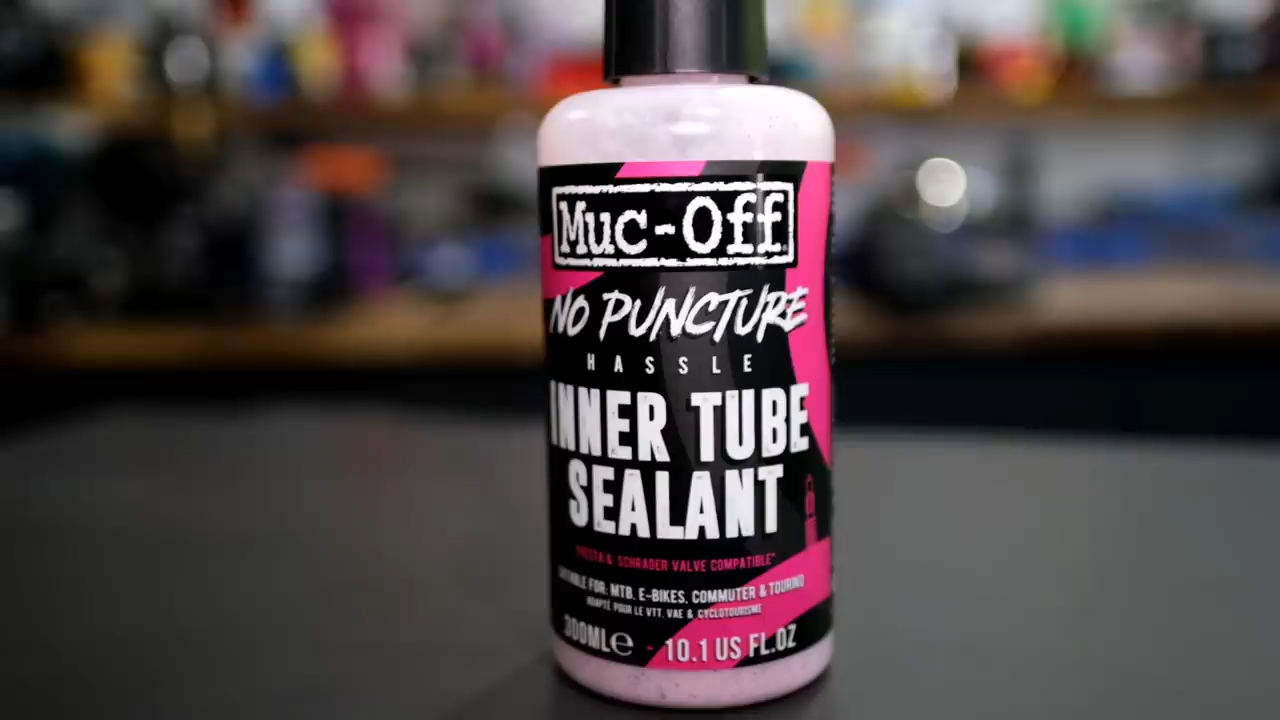 Muc-Off
NO PUNCTURE
HASSLE
INNER TUBE
SEALANT
PRESTA & SCHRADER VALVE COMPATIBLE*
SUITABLE FOR: MTB, E-BIKES, COMMUTER & TOURING
ADAPTÉ POUR LE VTT, VAE & CYCLOTOURISME
300ML℮ - 10.1 US FL.OZ